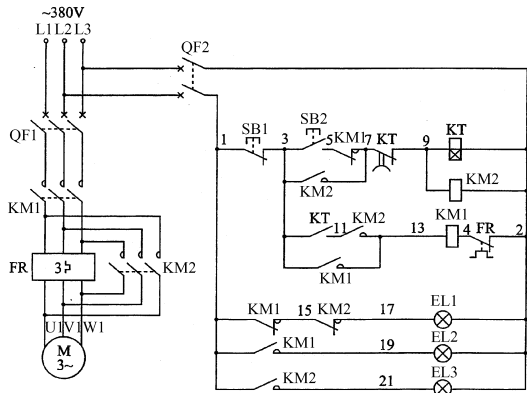 ~380V
L1 L2 L3
QF2
QF1
1 SB1 3 SB2 5 KM1 7 KT 9 KT
KM2 KM2
KM1
KT 11 KM2 13 KM1 4 FR 2
FR 3 KM2
KM1
U1 V1 W1
KM1 15 KM2 17 EL1
M
3~
KM1 19 EL2
KM2 21 EL3